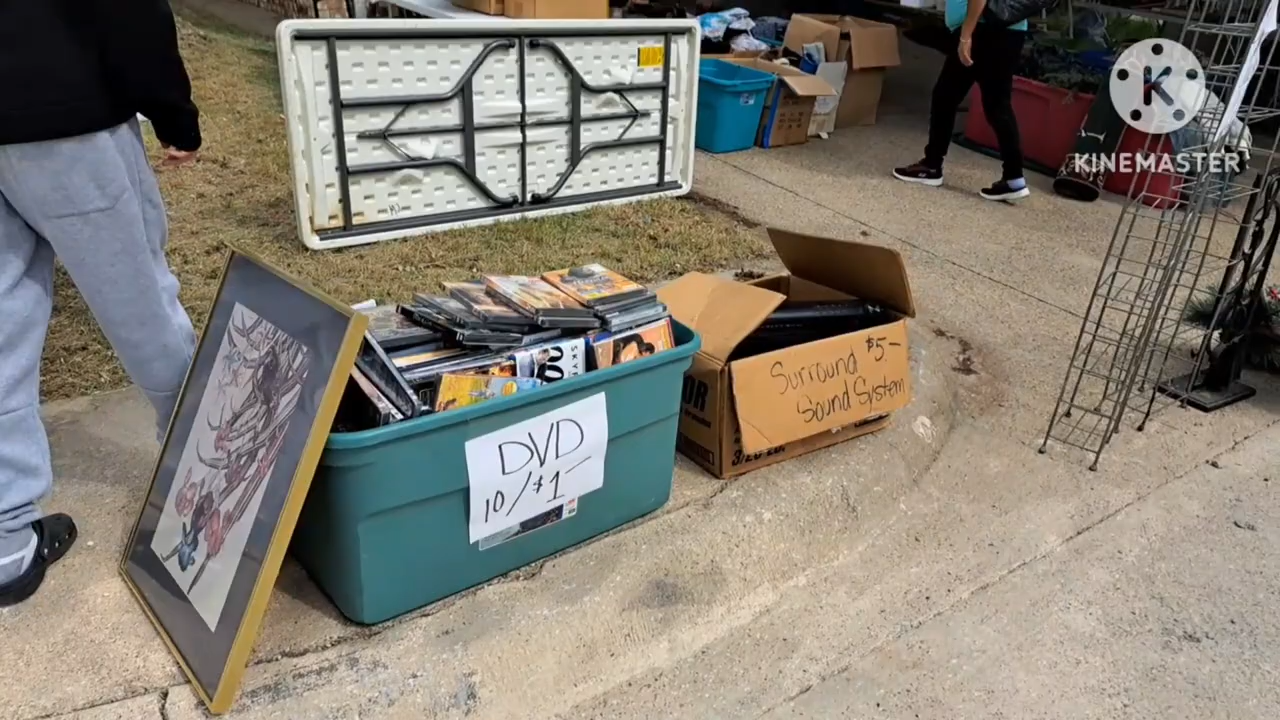 K
KINEMASTER
DVD
10/$1-
Surround $5-
Sound System